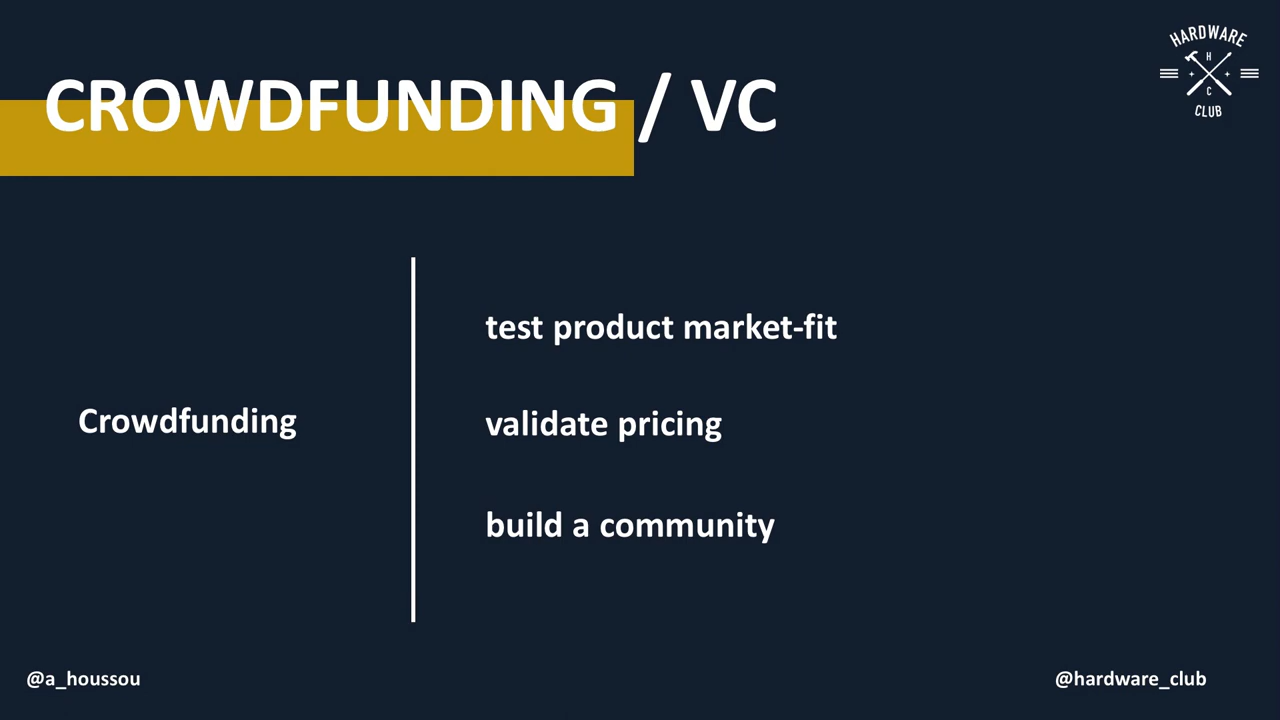 HARDWARE
H
C
CLUB
CROWDFUNDING / VC
test product market-fit
Crowdfunding
validate pricing
build a community
@a_houssou
@hardware_club